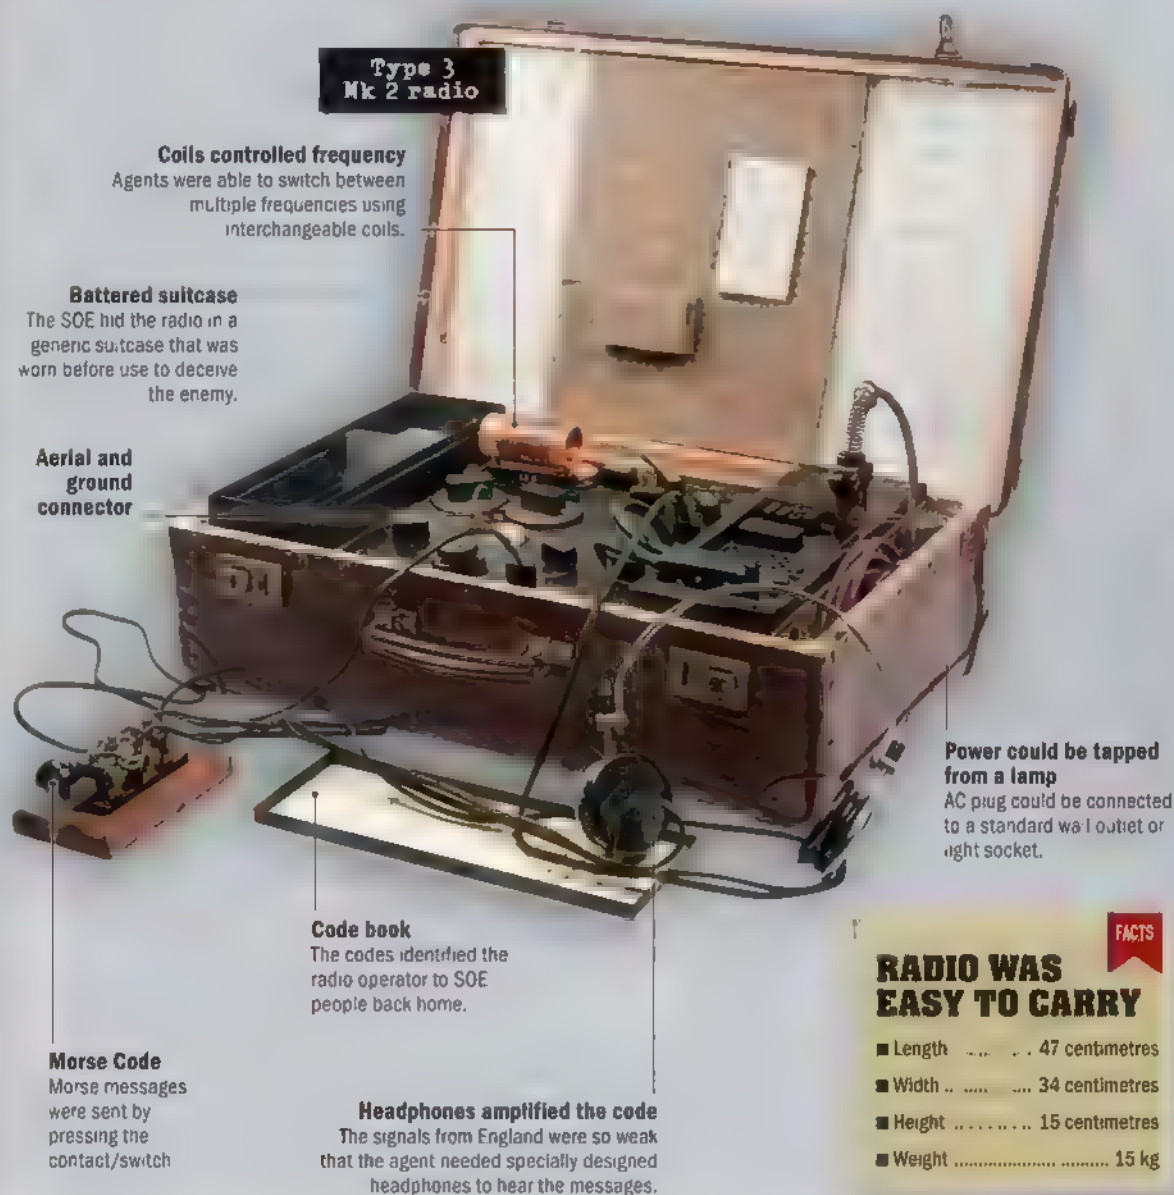 Type 3
Mk 2 radio
Coils controlled frequency
Agents were able to switch between
multiple frequencies using
interchangeable coils.
Battered suitcase
The SOE hid the radio in a
generic suitcase that was
worn before use to deceive
the enemy.
Aerial and
ground
connector
Power could be tapped
from a lamp
AC plug could be connected
to a standard wall outlet or
light socket.
Code book
The codes identified the
radio operator to SOE
people back home.
Morse Code
Morse messages
were sent by
pressing the
contact/switch
Headphones amplified the code
The signals from England were so weak
that the agent needed specially designed
headphones to hear the messages.
FACTS
RADIO WAS
EASY TO CARRY
■ Length ........ 47 centimetres
■ Width ........... 34 centimetres
■ Height .......... 15 centimetres
■ Weight ............................... 15 kg